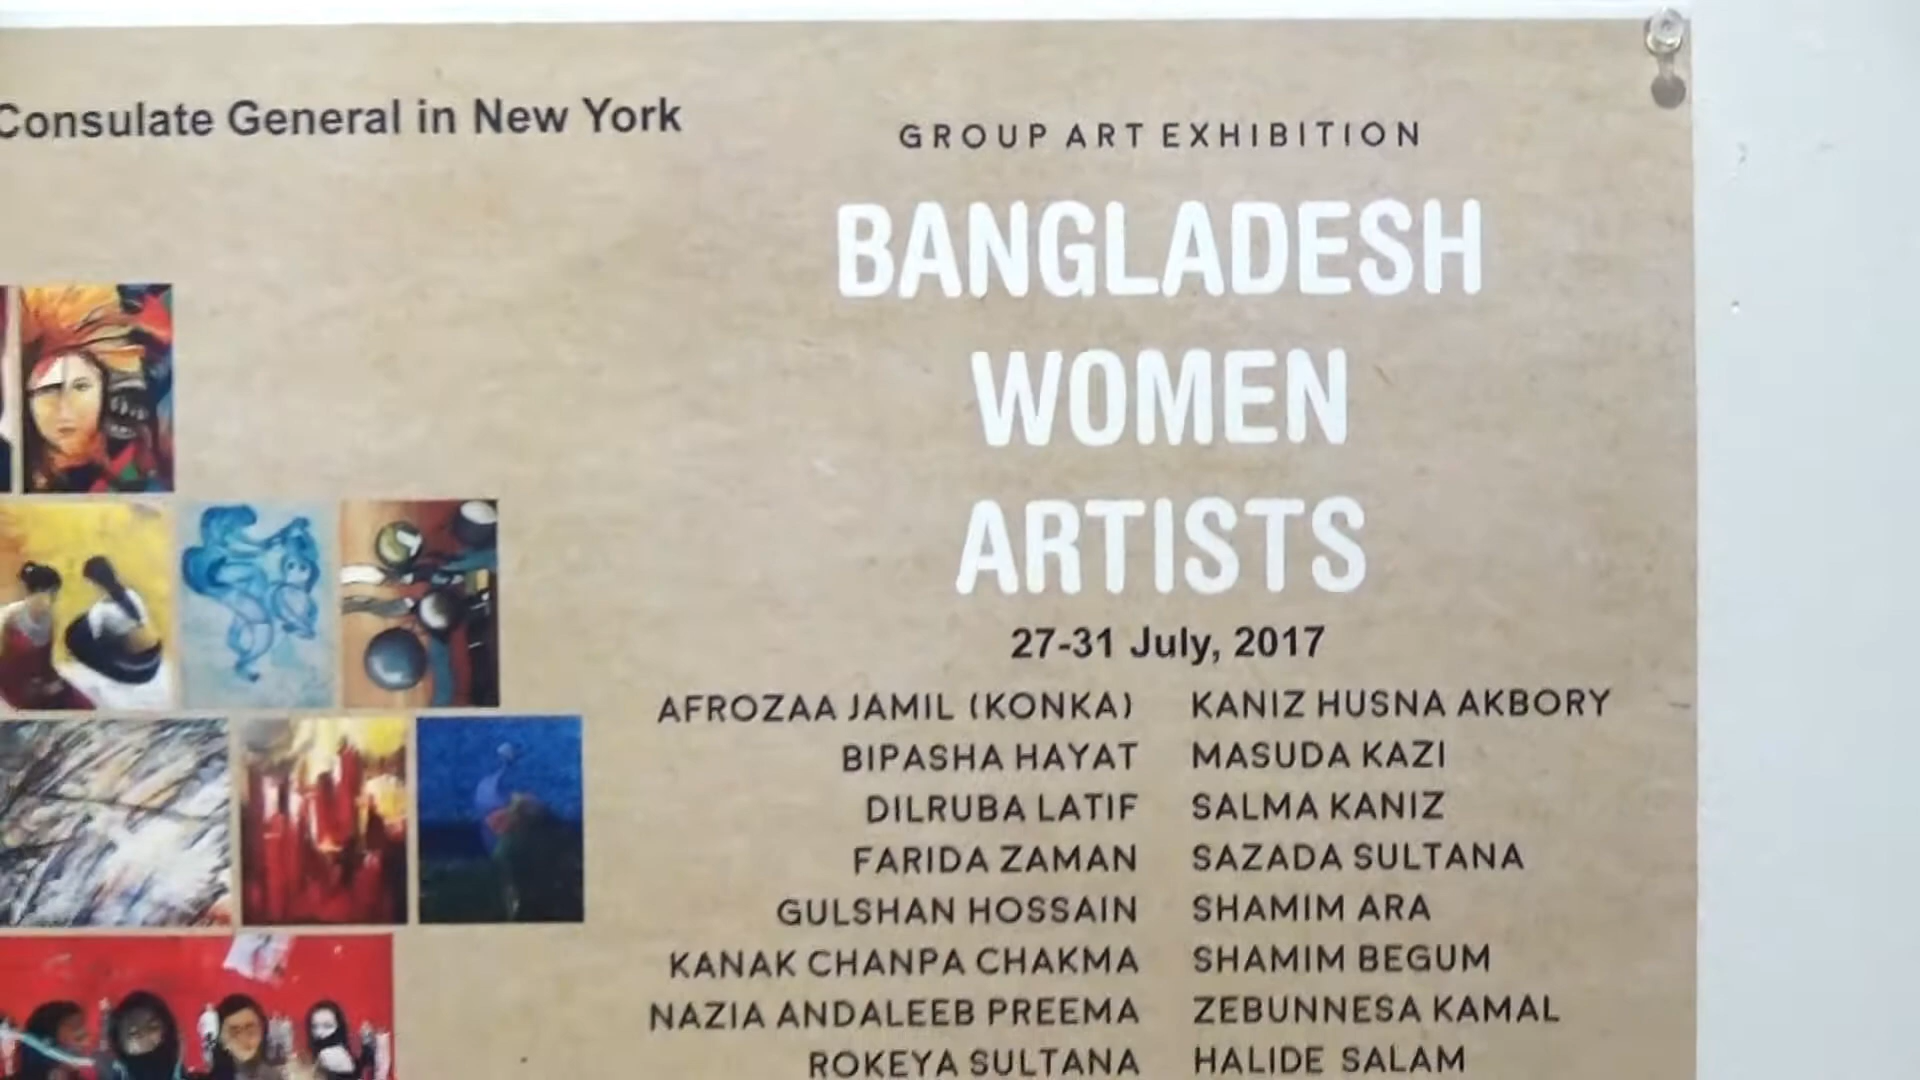 Consulate General in New York
GROUP ART EXHIBITION
BANGLADESH
WOMEN
ARTISTS
27-31 July, 2017
AFROZAA JAMIL (KONKA) KANIZ HUSNA AKBORY
BIPASHA HAYAT MASUDA KAZI
DILRUBA LATIF SALMA KANIZ
FARIDA ZAMAN SAZADA SULTANA
GULSHAN HOSSAIN SHAMIM ARA
KANAK CHANPA CHAKMA SHAMIM BEGUM
NAZIA ANDALEEB PREEMA ZEBUNNESA KAMAL
ROKEYA SULTANA HALIDE SALAM